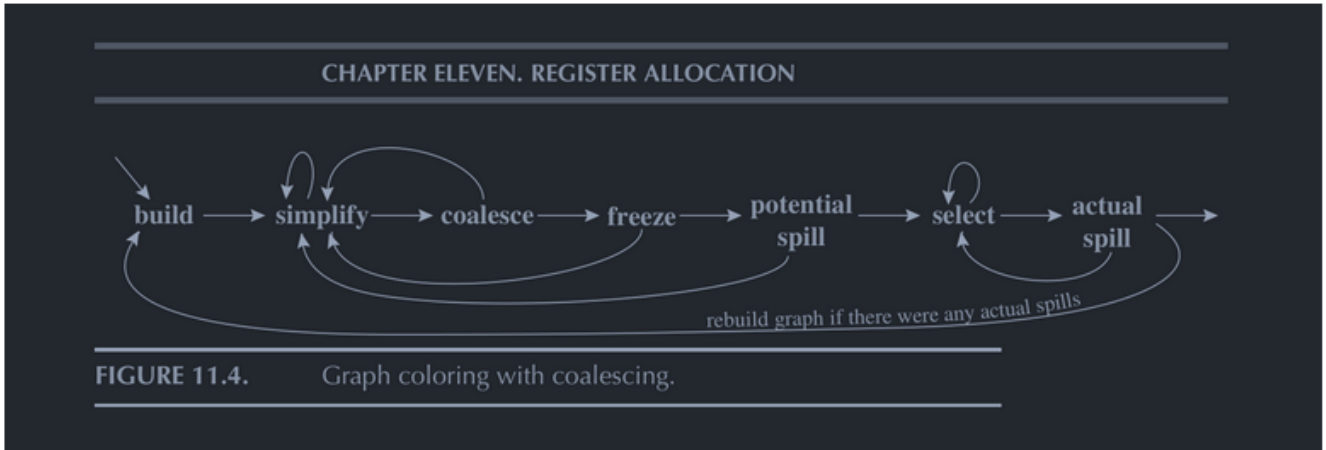 CHAPTER ELEVEN. REGISTER ALLOCATION
build simplify coalesce freeze potential spill select actual spill
rebuild graph if there were any actual spills
FIGURE 11.4. Graph coloring with coalescing.